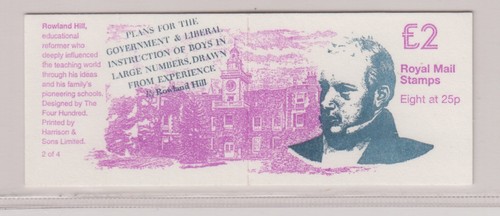 Rowland Hill,
educational
reformer who
deeply influenced
the teaching world
through his ideas
and his family's
pioneering schools.
Designed by The
Four Hundred.
Printed by
Harrison &
Sons Limited.
2 of 4
PLANS FOR THE
GOVERNMENT & LIBERAL
INSTRUCTION OF BOYS IN
LARGE NUMBERS, DRAWN
FROM EXPERIENCE
Rowland Hill
£2
Royal Mail
Stamps
Eight at 25p